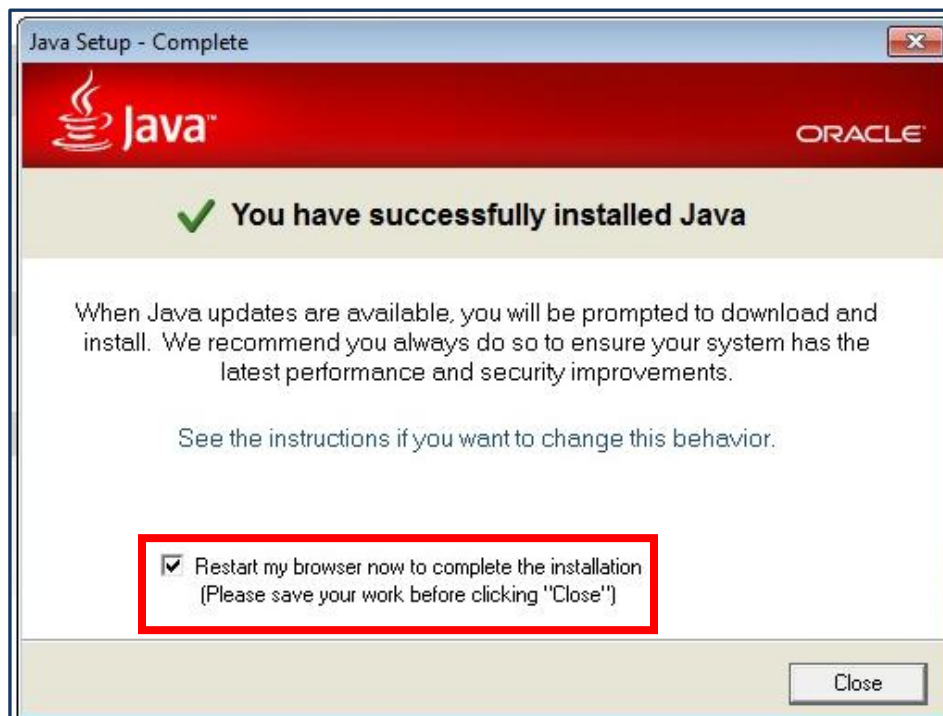 Java Setup - Complete
Java™
ORACLE
You have successfully installed Java
When Java updates are available, you will be prompted to download and
install. We recommend you always do so to ensure your system has the
latest performance and security improvements.
See the instructions if you want to change this behavior.
Restart my browser now to complete the installation
(Please save your work before clicking "Close")
Close